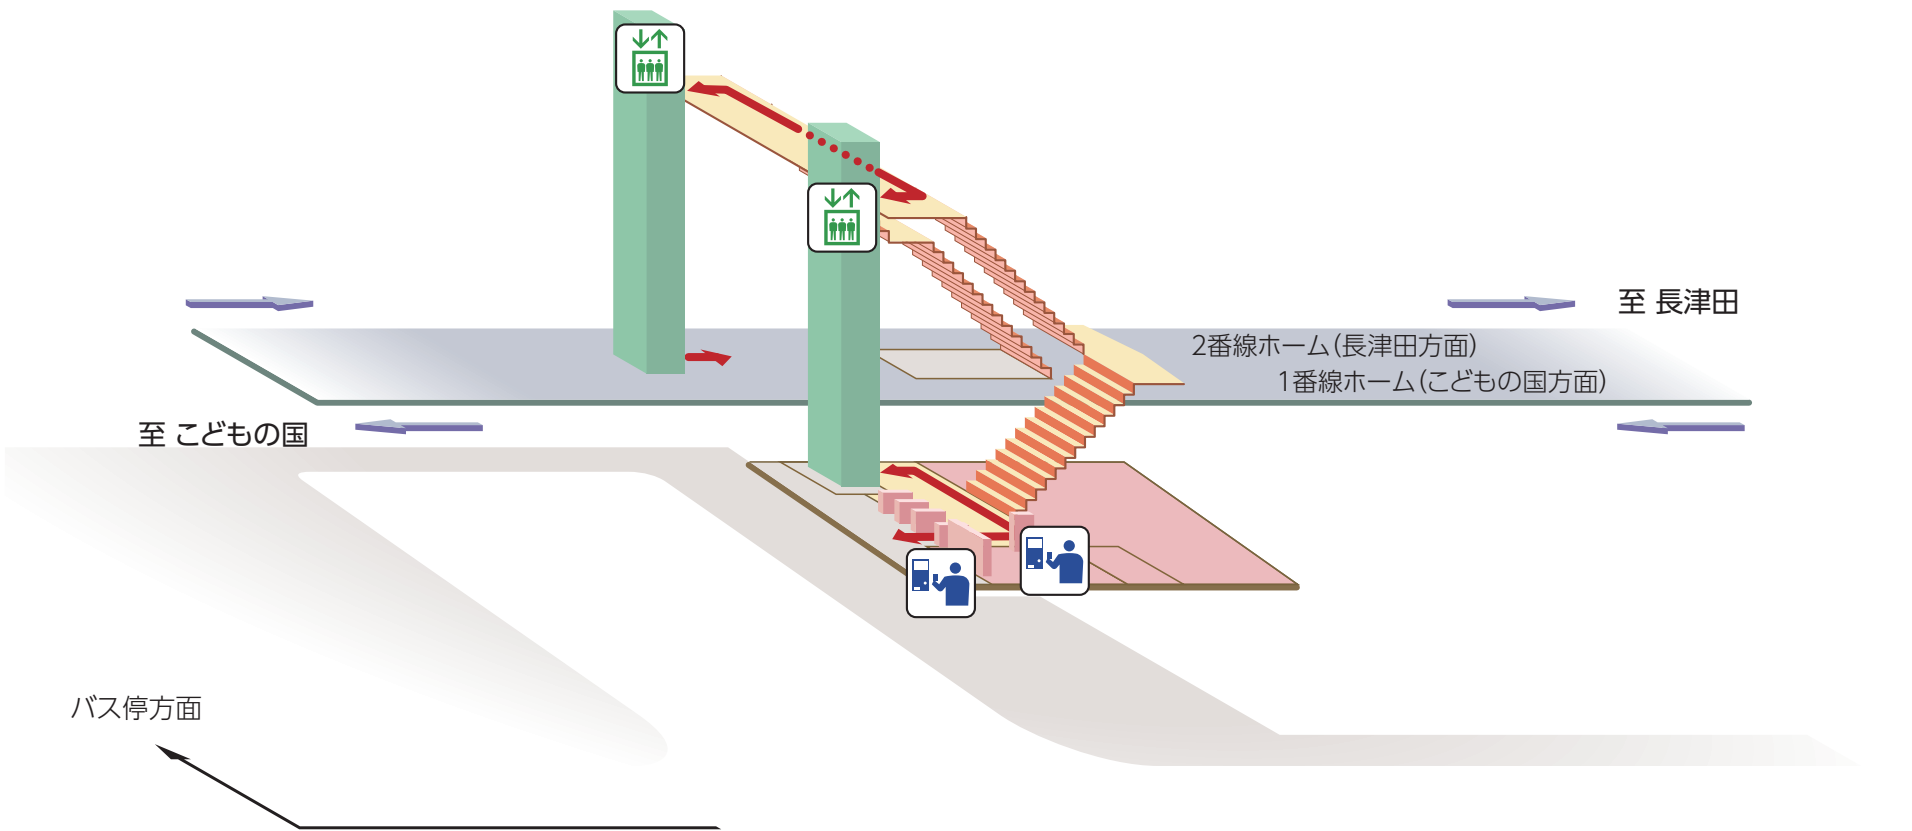 至 長津田
2番線ホーム(長津田方面)
1番線ホーム(こどもの国方面)
至 こどもの国
バス停方面